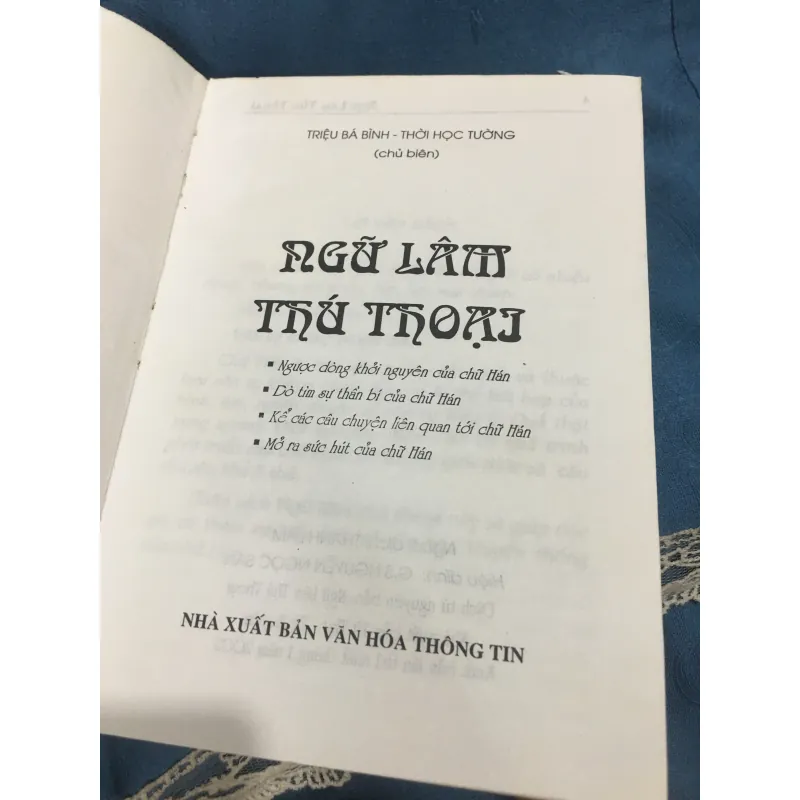 TRIỆU BÁ BÌNH - THỜI HỌC TƯỜNG
(chủ biên)
NGỮ LÂM
THÚ THOẠI
▪ Ngược dòng khởi nguyên của chữ Hán
▪ Dò tìm sự thần bí của chữ Hán
▪ Kể các câu chuyện liên quan tới chữ Hán
▪ Mở ra sức hút của chữ Hán
NHÀ XUẤT BẢN VĂN HÓA THÔNG TIN